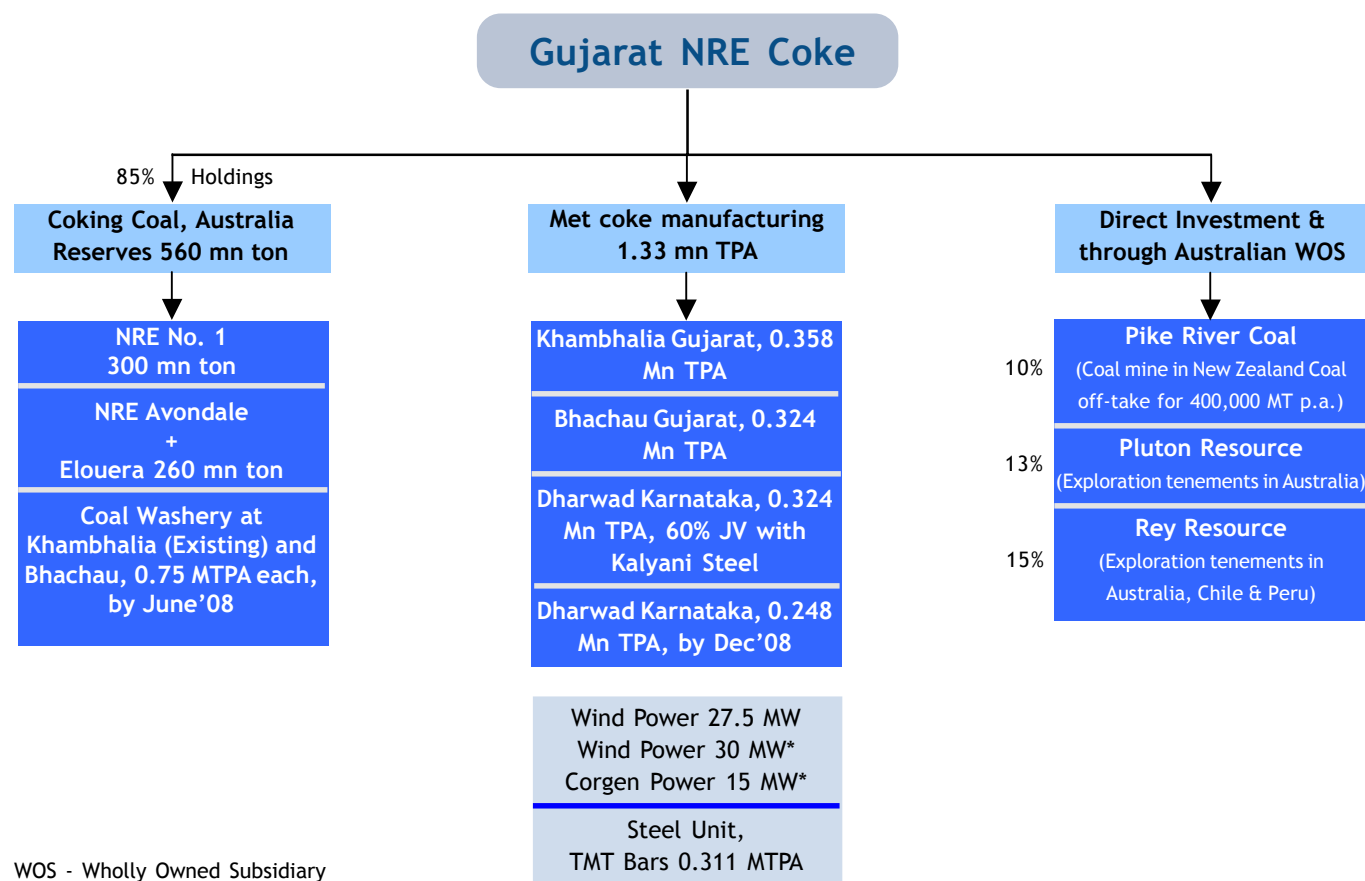 Gujarat NRE Coke
85% Holdings
Coking Coal, Australia
Reserves 560 mn ton
NRE No. 1
300 mn ton
NRE Avondale
+
Elouera 260 mn ton
Coal Washery at
Khambhalia (Existing) and
Bhachau, 0.75 MTPA each,
by June’08
Met coke manufacturing
1.33 mn TPA
Khambhalia Gujarat, 0.358
Mn TPA
Bhachau Gujarat, 0.324
Mn TPA
Dharwad Karnataka, 0.324
Mn TPA, 60% JV with
Kalyani Steel
Dharwad Karnataka, 0.248
Mn TPA, by Dec’08
Wind Power 27.5 MW
Wind Power 30 MW*
Corgen Power 15 MW*
Steel Unit,
TMT Bars 0.311 MTPA
Direct Investment &
through Australian WOS
10%
Pike River Coal
(Coal mine in New Zealand Coal
off-take for 400,000 MT p.a.)
13%
Pluton Resource
(Exploration tenements in Australia)
15%
Rey Resource
(Exploration tenements in
Australia, Chile & Peru)
WOS - Wholly Owned Subsidiary